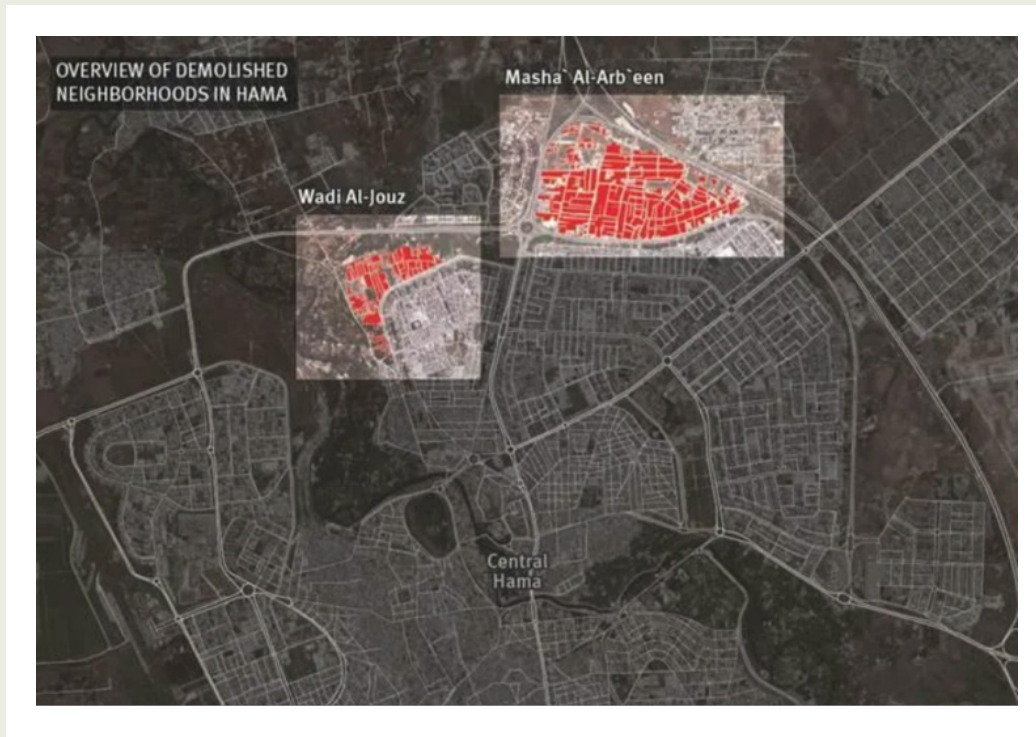 OVERVIEW OF DEMOLISHED
NEIGHBORHOODS IN HAMA
Masha` Al-Arb`een
Wadi Al-Jouz
Central
Hama